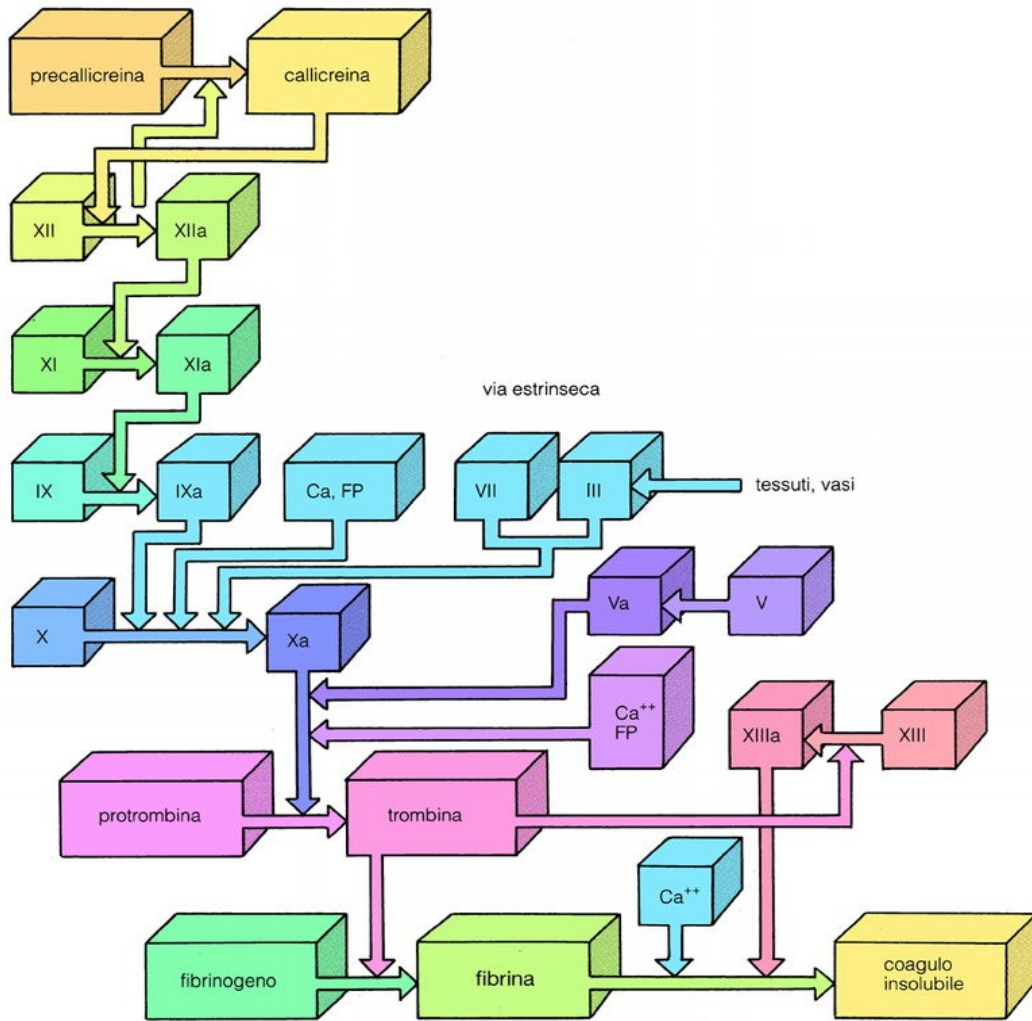 precallicreina
callicreina
XII
XIIa
XI
XIa
via estrinseca
IX
IXa
Ca, FP
VII
III
tessuti, vasi
X
Xa
Va
V
Ca⁺⁺
FP
XIIIa
XIII
protrombina
trombina
Ca⁺⁺
fibrinogeno
fibrina
coagulo
insolubile